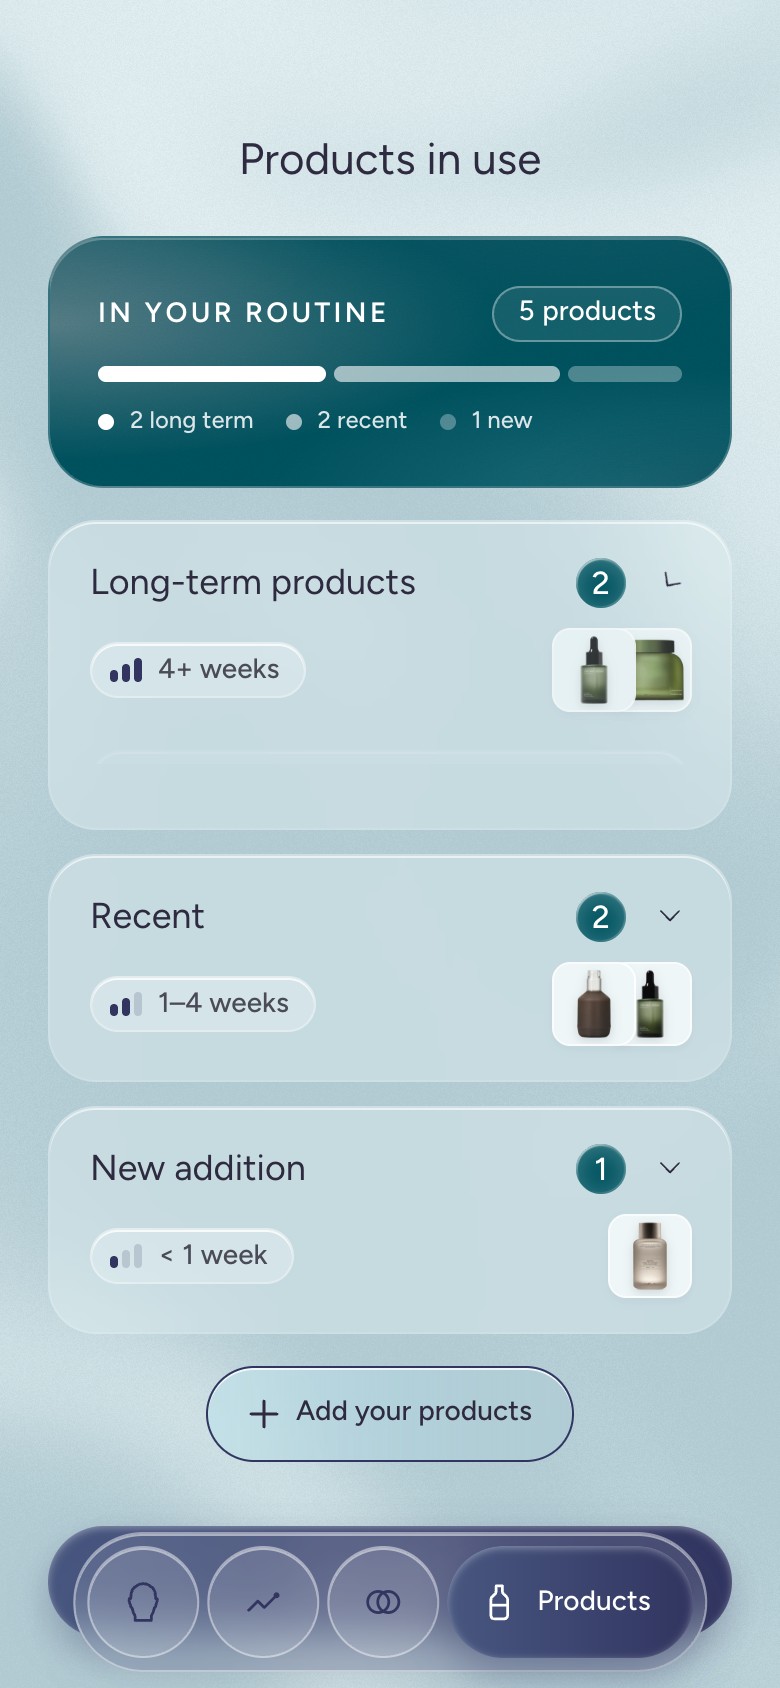 Products in use
IN YOUR ROUTINE
5 products
2 long term
2 recent
1 new
Long-term products
2
4+ weeks
Recent
2
1–4 weeks
New addition
1
< 1 week
Add your products
Products